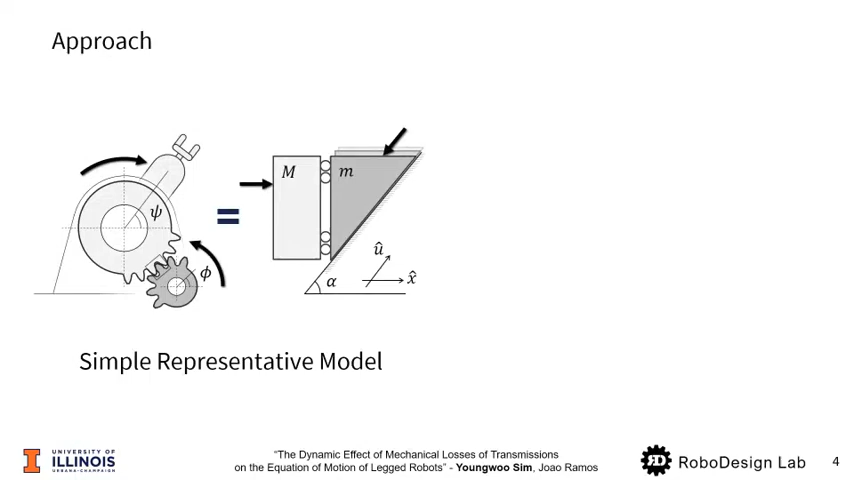 Approach
M
m
ψ
=
û
ϕ
α
x̂
Simple Representative Model
UNIVERSITY OF
ILLINOIS
URBANA-CHAMPAIGN
“The Dynamic Effect of Mechanical Losses of Transmissions
on the Equation of Motion of Legged Robots” - Youngwoo Sim, Joao Ramos
RoboDesign Lab
4